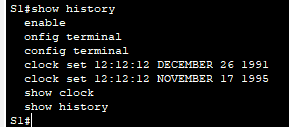 S1#show history
enable
onfig terminal
config terminal
clock set 12:12:12 DECEMBER 26 1991
clock set 12:12:12 NOVEMBER 17 1995
show clock
show history
S1#